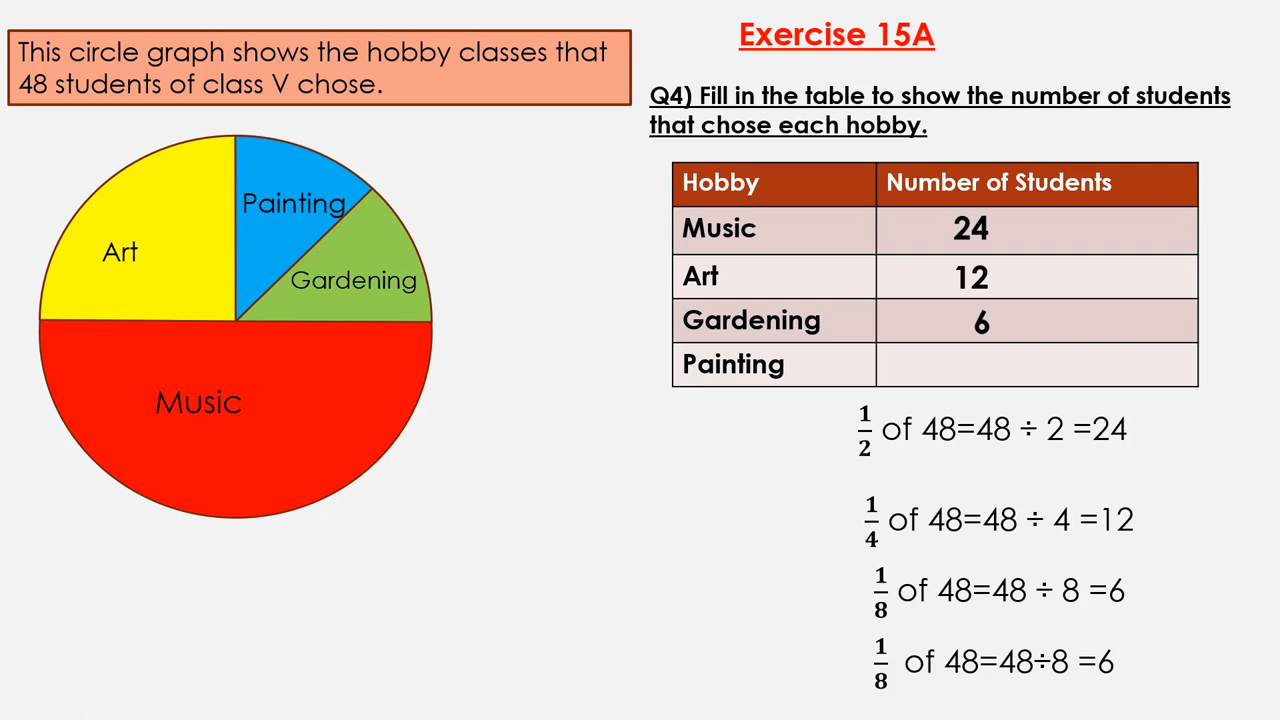 This circle graph shows the hobby classes that
48 students of class V chose.
Exercise 15A
Q4) Fill in the table to show the number of students
that chose each hobby.
Painting
Art
Gardening
Music
Hobby Number of Students
Music 24
Art 12
Gardening 6
Painting
1/2 of 48=48 ÷ 2 =24
1/4 of 48=48 ÷ 4 =12
1/8 of 48=48 ÷ 8 =6
1/8 of 48=48÷8 =6